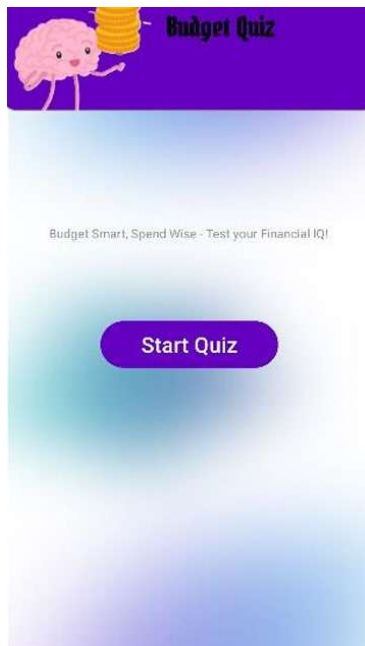 Budget Quiz
Budget Smart, Spend Wise - Test your Financial IQ!
Start Quiz